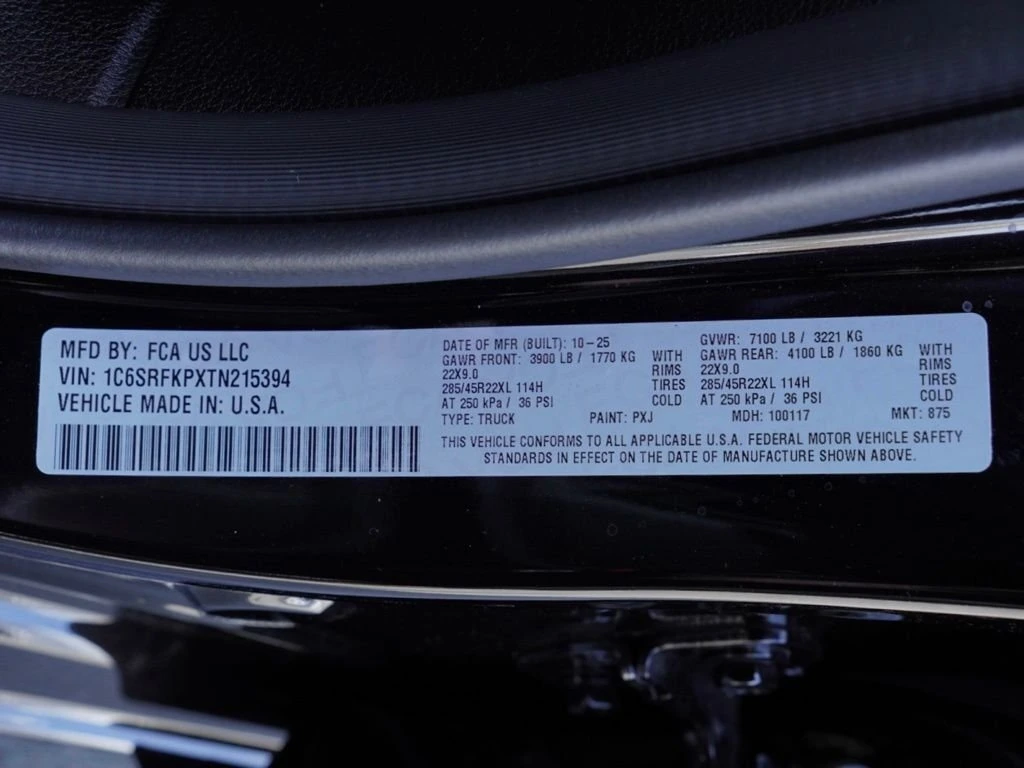 MFD BY: FCA US LLC
VIN: 1C6SRFKPXTN215394
VEHICLE MADE IN: U.S.A.
DATE OF MFR (BUILT): 10-25
GAWR FRONT: 3900 LB / 1770 KG WITH
22X9.0 RIMS
285/45R22XL 114H TIRES
AT 250 kPa / 36 PSI COLD
GVWR: 7100 LB / 3221 KG
GAWR REAR: 4100 LB / 1860 KG WITH
22X9.0 RIMS
285/45R22XL 114H TIRES
AT 250 kPa / 36 PSI COLD
TYPE: TRUCK PAINT: PXJ MDH: 100117 MKT: 875
THIS VEHICLE CONFORMS TO ALL APPLICABLE U.S.A. FEDERAL MOTOR VEHICLE SAFETY
STANDARDS IN EFFECT ON THE DATE OF MANUFACTURE SHOWN ABOVE.